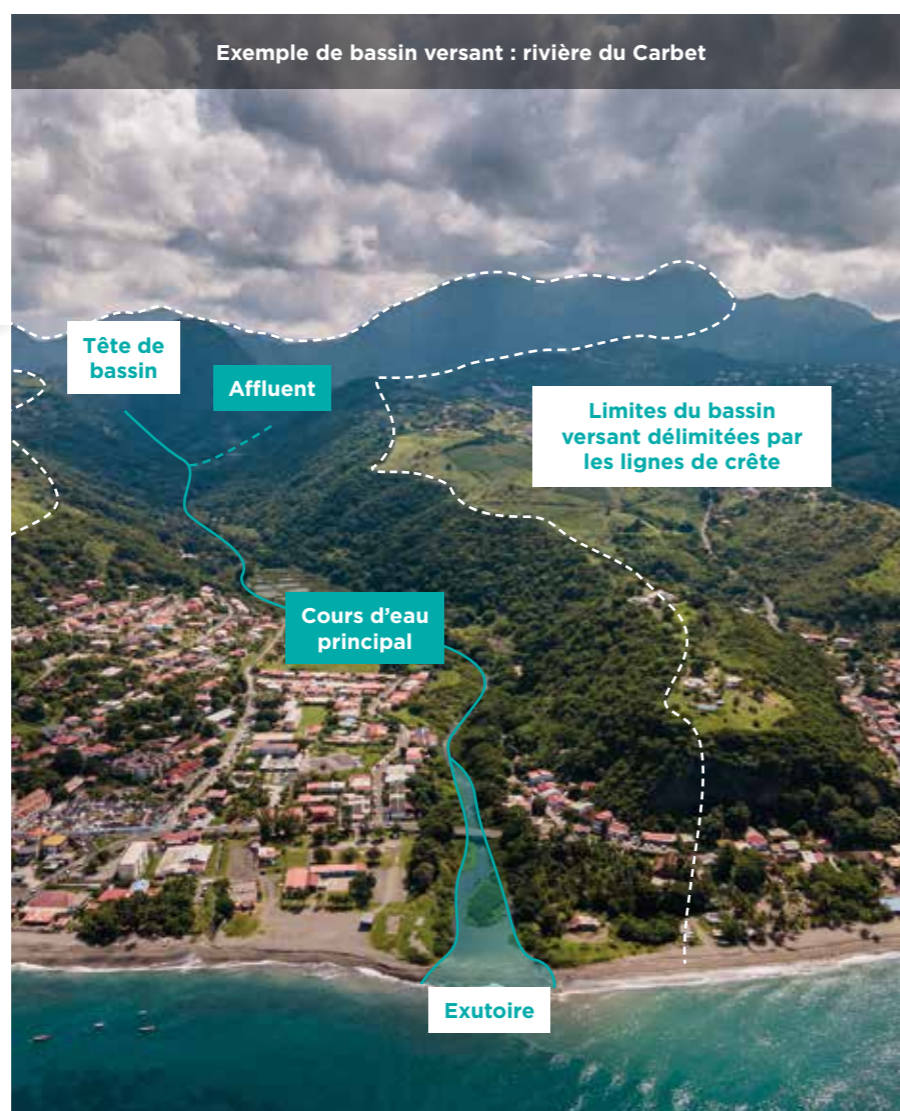 Exemple de bassin versant : rivière du Carbet
Tête de
bassin
Affluent
Limites du bassin
versant délimitées par
les lignes de crête
Cours d'eau
principal
Exutoire